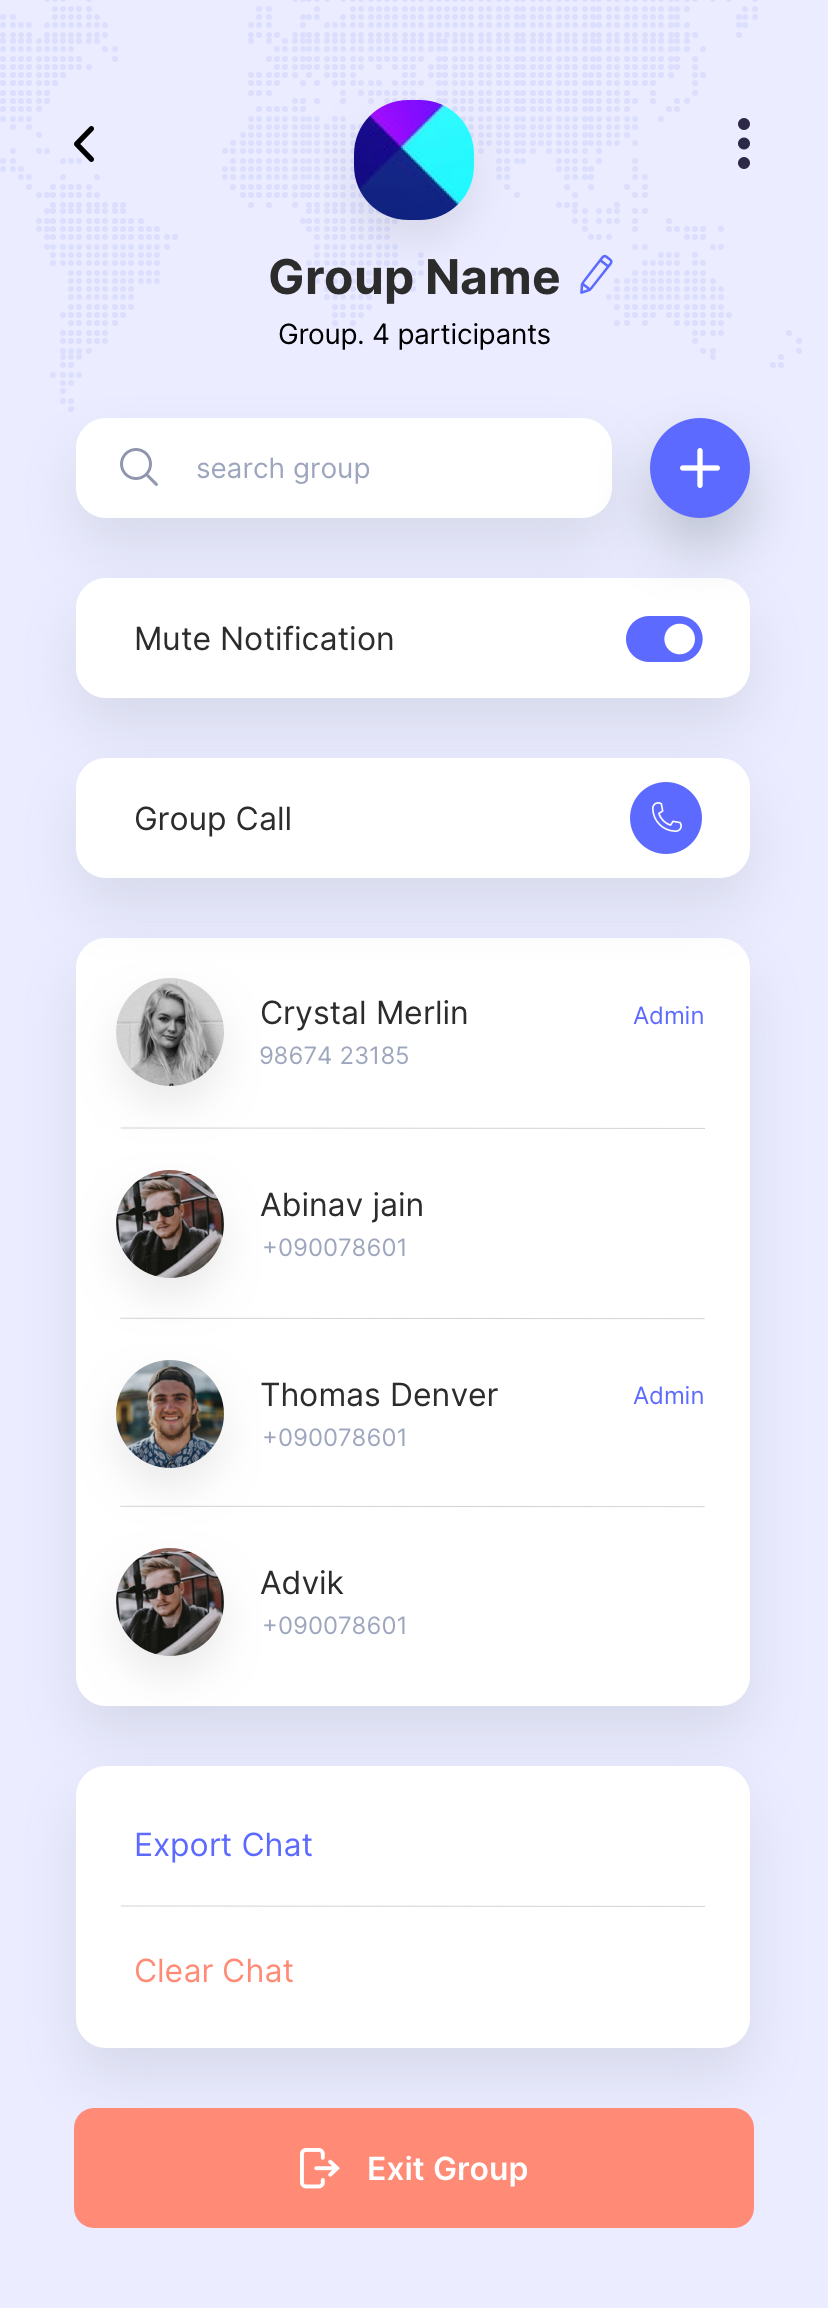 Group Name
Group. 4 participants
search group
Mute Notification
Group Call
Crystal Merlin
Admin
98674 23185
Abinav jain
+090078601
Thomas Denver
Admin
+090078601
Advik
+090078601
Export Chat
Clear Chat
Exit Group